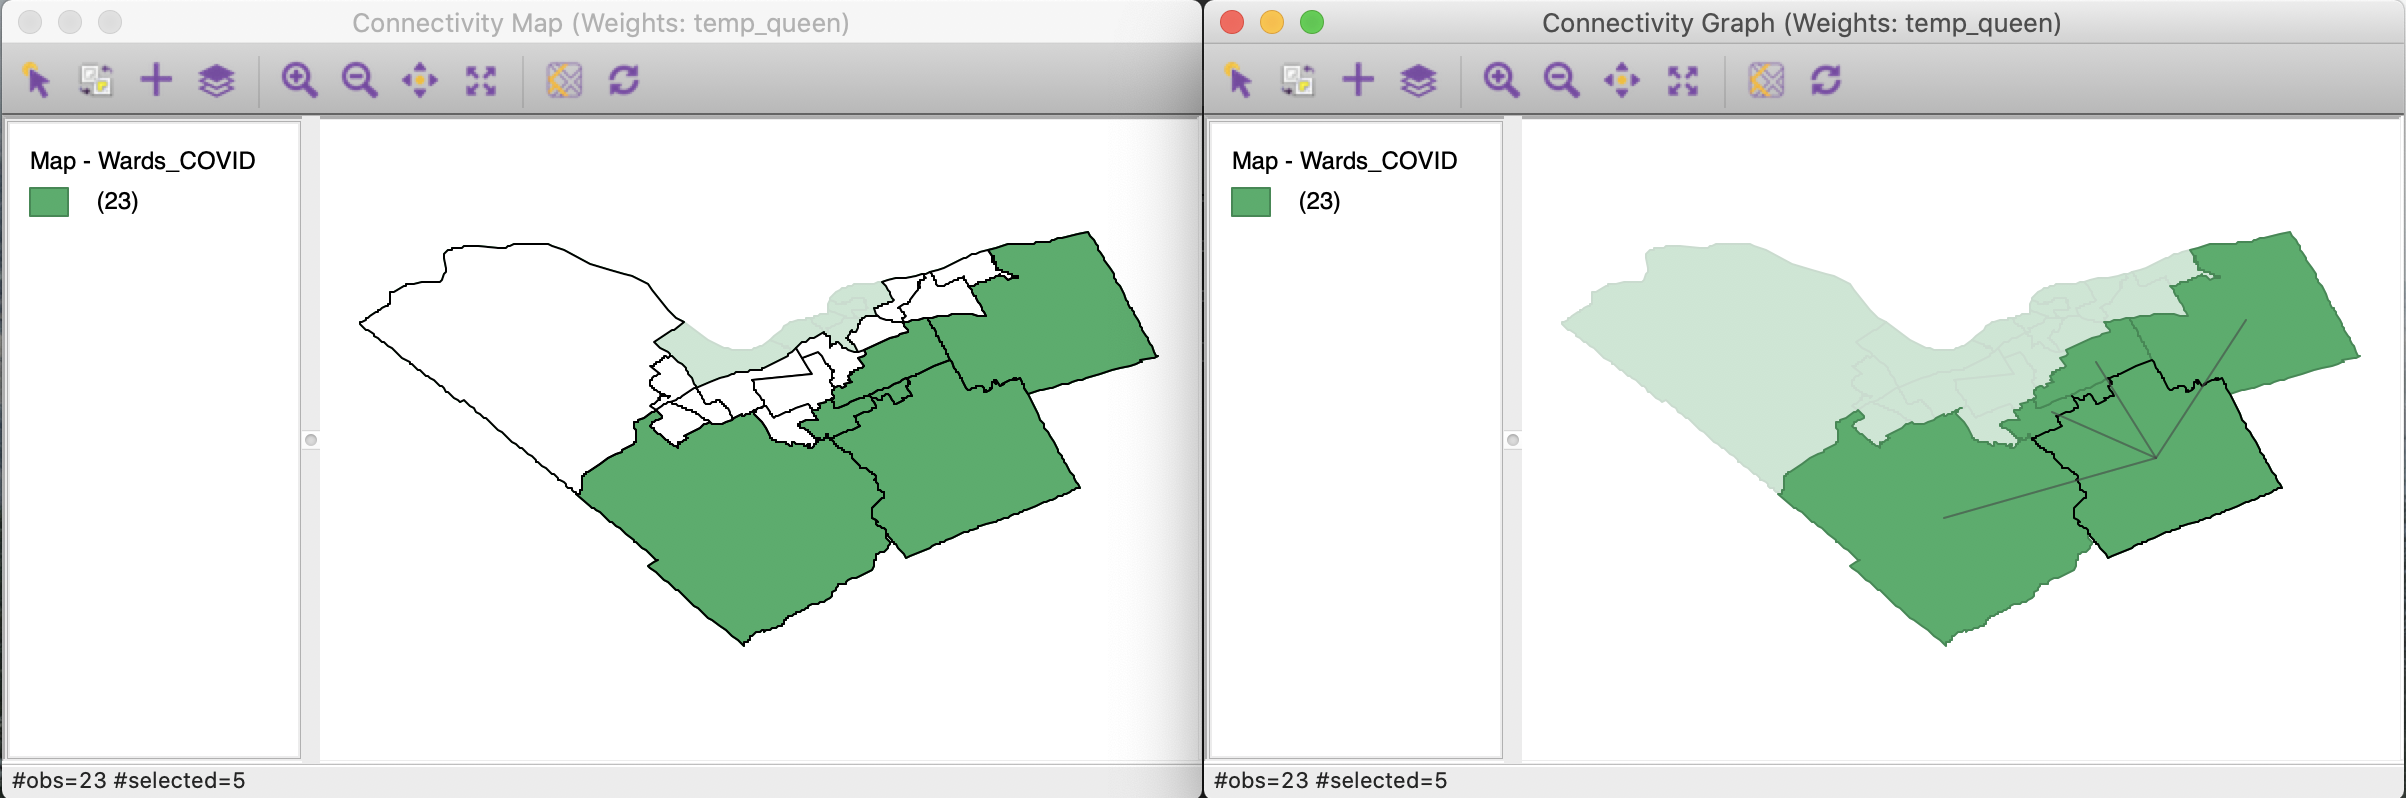 Connectivity Map (Weights: temp_queen)
Map - Wards_COVID
(23)
#obs=23 #selected=5
Connectivity Graph (Weights: temp_queen)
Map - Wards_COVID
(23)
#obs=23 #selected=5